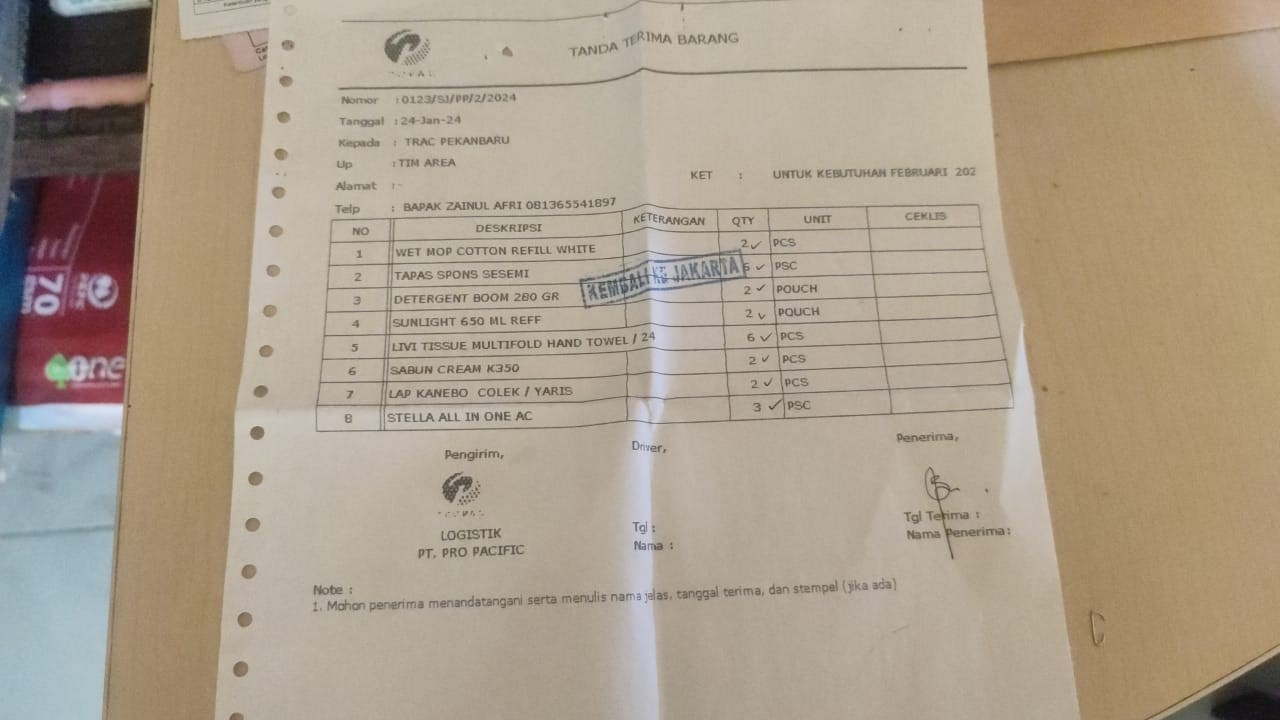 TANDA TERIMA BARANG
Nomor : 0123/SJ/PP/2/2024
Tanggal : 24-Jan-24
Kepada : TRAC PEKANBARU
Up : TIM AREA
Alamat : -
KET : UNTUK KEBUTUHAN FEBRUARI 202
Telp : BAPAK ZAINUL AFRI 081365541897
NO DESKRIPSI KETERANGAN QTY UNIT CEKLIS
1 WET MOP COTTON REFILL WHITE 2 ✓ PCS
2 TAPAS SPONS SESEMI 6 ✓ PSC
KEMBALI KE JAKARTA
3 DETERGENT BOOM 280 GR 2 ✓ POUCH
4 SUNLIGHT 650 ML REFF 2 ✓ POUCH
5 LIVI TISSUE MULTIFOLD HAND TOWEL / 24 6 ✓ PCS
6 SABUN CREAM K350 2 ✓ PCS
7 LAP KANEBO COLEK / YARIS 2 ✓ PCS
8 STELLA ALL IN ONE AC 3 ✓ PSC
Pengirim, Driver, Penerima,
LOGISTIK
PT. PRO PACIFIC
Tgl :
Nama :
Tgl Terima :
Nama Penerima:
Note :
1. Mohon penerima menandatangani serta menulis nama jelas, tanggal terima, dan stempel (jika ada)
70
one